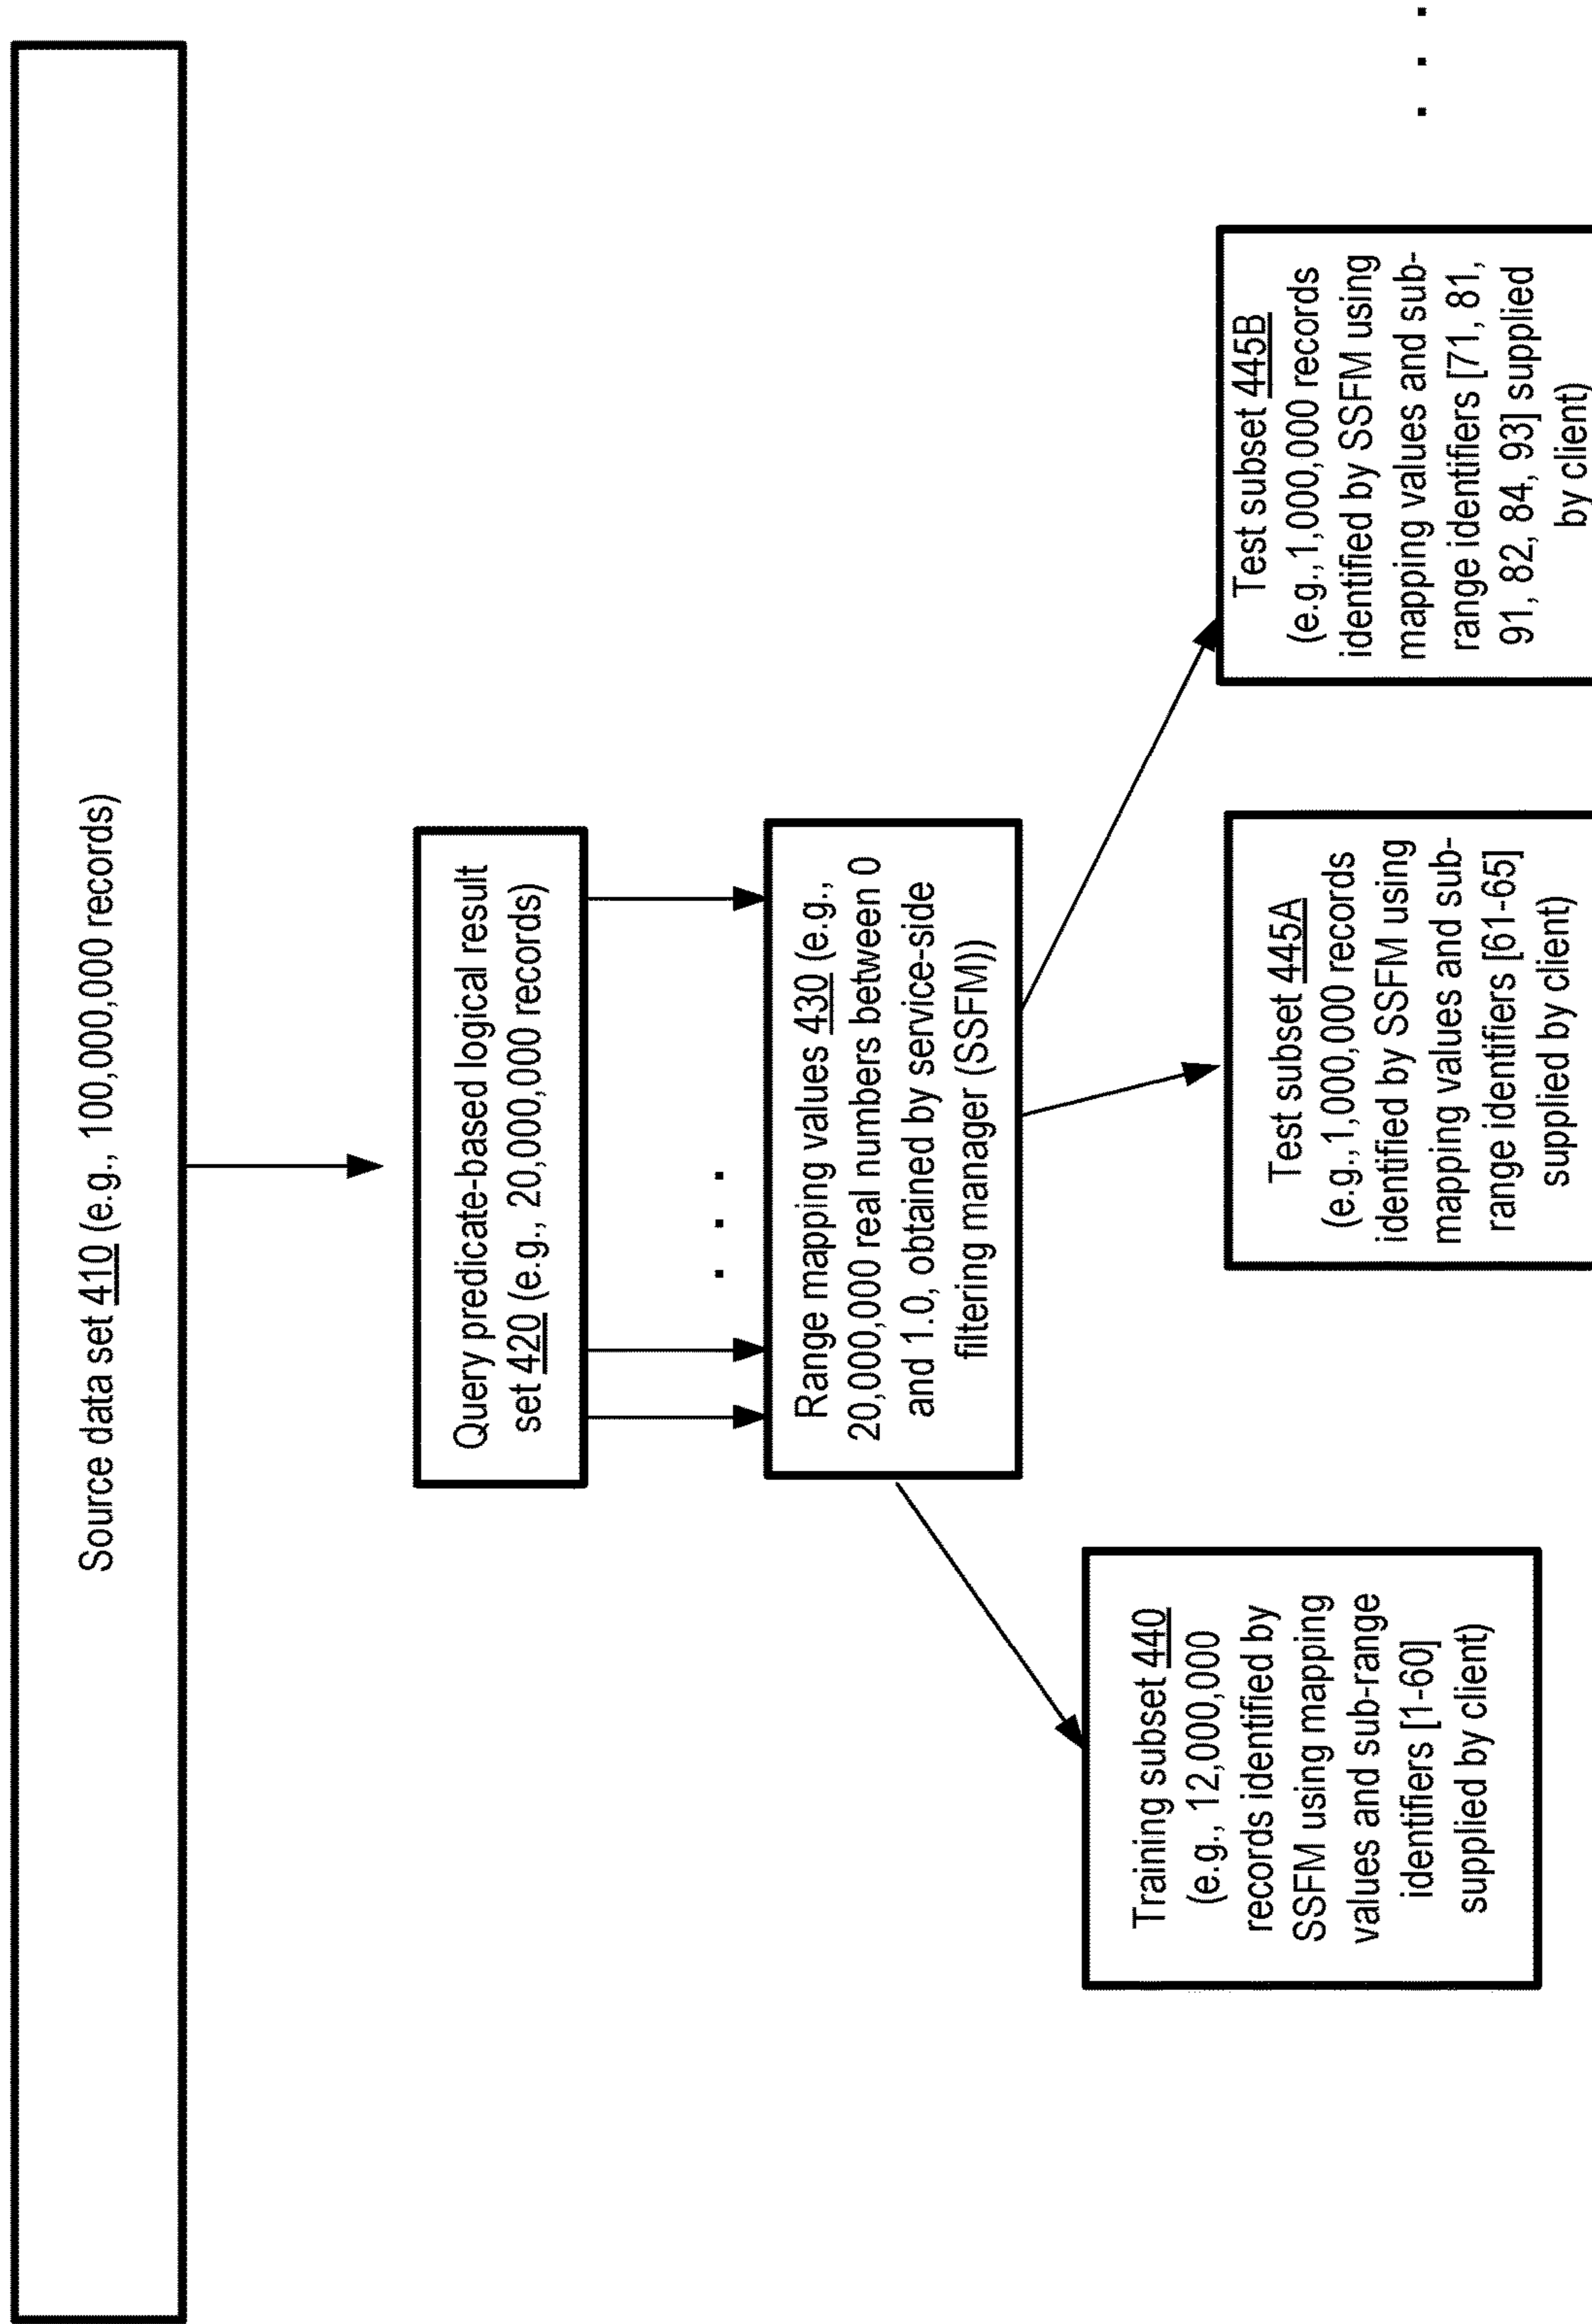 Source data set 410 (e.g., 100,000,000 records)
Query predicate-based logical result
set 420 (e.g., 20,000,000 records)
. . .
Range mapping values 430 (e.g.,
20,000,000 real numbers between 0
and 1.0, obtained by service-side
filtering manager (SSFM))
Training subset 440
(e.g., 12,000,000
records identified by
SSFM using mapping
values and sub-range
identifiers [1-60]
supplied by client)
Test subset 445A
(e.g.,1,000,000 records
identified by SSFM using
mapping values and sub-
range identifiers [61-65]
supplied by client)
Test subset 445B
(e.g.,1,000,000 records
identified by SSFM using
mapping values and sub-
range identifiers [71, 81,
91, 82, 84, 93] supplied
by client)
. . .